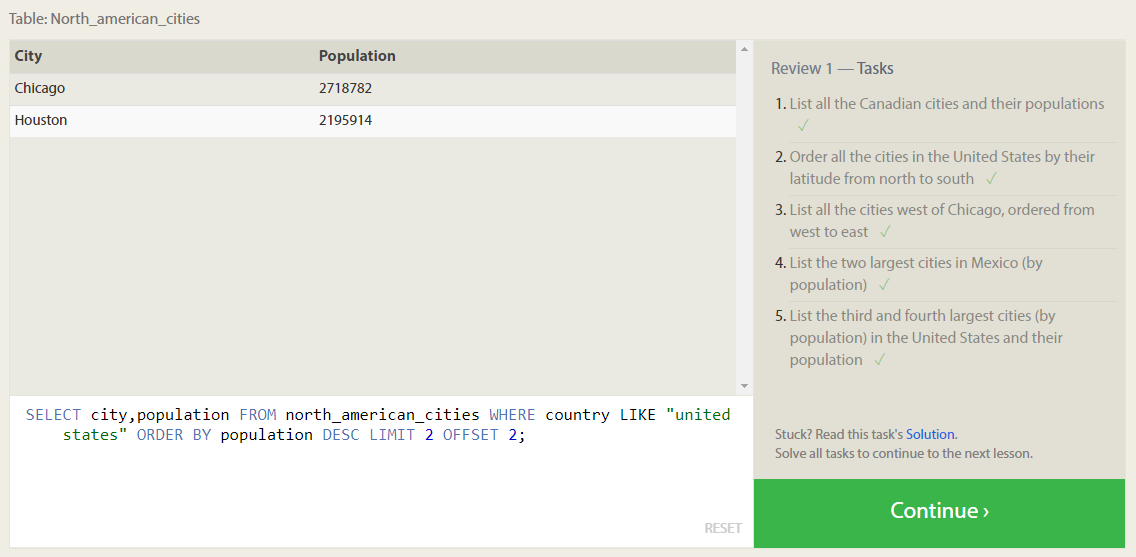 Table: North_american_cities
City Population
Chicago 2718782
Houston 2195914
SELECT city,population FROM north_american_cities WHERE country LIKE "united
states" ORDER BY population DESC LIMIT 2 OFFSET 2;
RESET
Review 1 — Tasks
1. List all the Canadian cities and their populations
✓
2. Order all the cities in the United States by their
latitude from north to south ✓
3. List all the cities west of Chicago, ordered from
west to east ✓
4. List the two largest cities in Mexico (by
population) ✓
5. List the third and fourth largest cities (by
population) in the United States and their
population ✓
Stuck? Read this task's Solution.
Solve all tasks to continue to the next lesson.
Continue ›